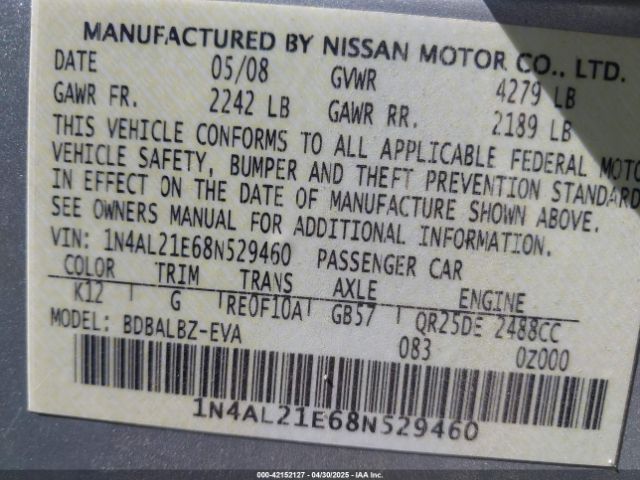 MANUFACTURED BY NISSAN MOTOR CO., LTD.
DATE 05/08 GVWR 4279 LB
GAWR FR. 2242 LB GAWR RR. 2189 LB
THIS VEHICLE CONFORMS TO ALL APPLICABLE FEDERAL MOTO
VEHICLE SAFETY, BUMPER AND THEFT PREVENTION STANDARD
IN EFFECT ON THE DATE OF MANUFACTURE SHOWN ABOVE.
SEE OWNERS MANUAL FOR ADDITIONAL INFORMATION.
VIN: 1N4AL21E68N529460 PASSENGER CAR
COLOR TRIM TRANS AXLE ENGINE
K12 G RE0F10A GB57 QR25DE 2488CC
MODEL: BDBALBZ-EVA 083 02000
1N4AL21E68N529460
000-42152127 - 04/30/2025 - IAA Inc.